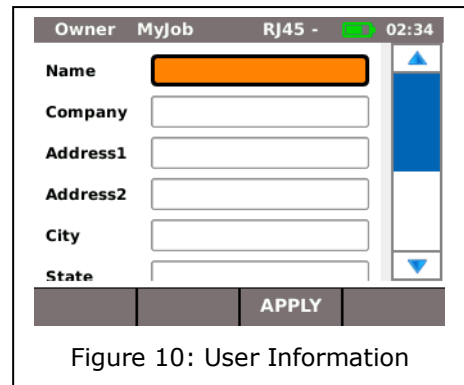 Owner MyJob RJ45 - 02:34
Name
Company
Address1
Address2
City
State
APPLY
Figure 10: User Information